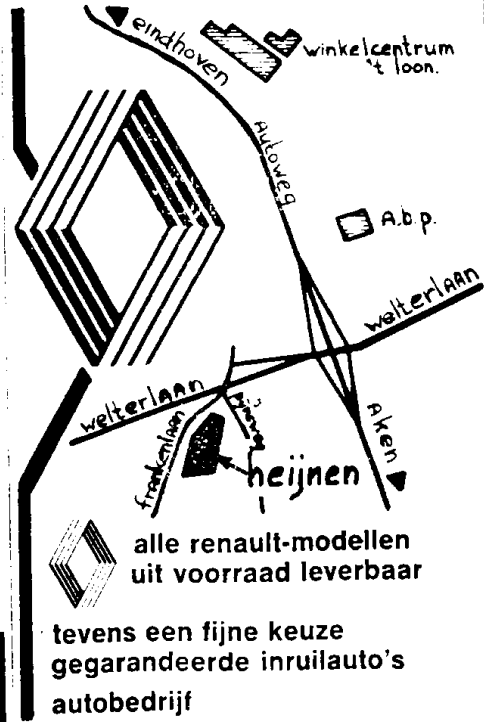 eindhoven
winkelcentrum
't loon.
Autoweg
A.b.p.
welterlAAn
welterlAAn
frankenlAAn
AKen
heijnen
alle renault-modellen
uit voorraad leverbaar
tevens een fijne keuze
gegarandeerde inruilauto's
autobedrijf